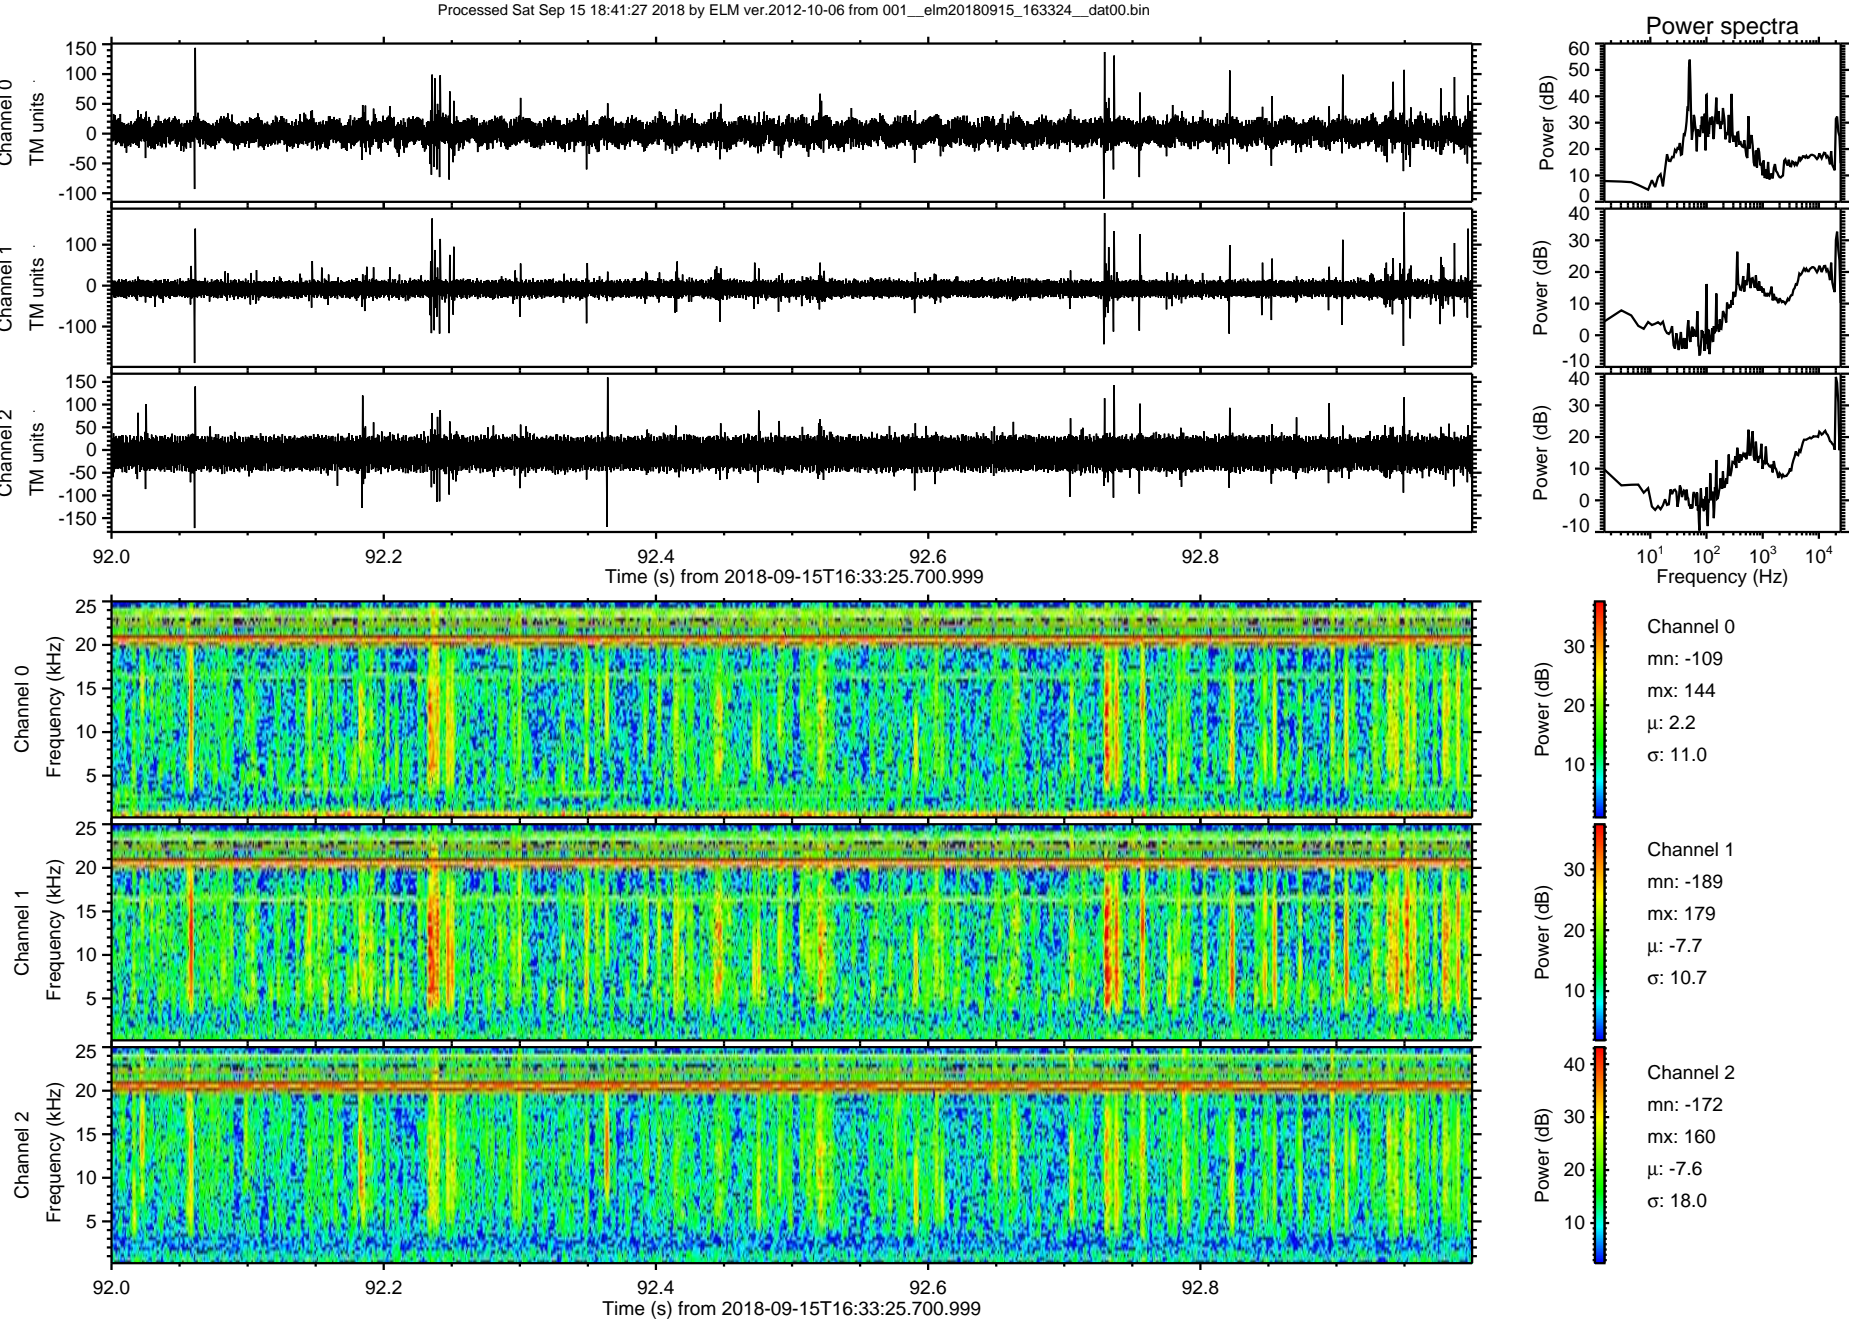 Processed Sat Sep 15 18:41:27 2018 by ELM ver.2012-10-06 from 001__elm20180915_163324__dat00.bin
Power spectra
Channel 0
TM units
150
100
50
0
-50
-100
Power (dB)
60
50
40
30
20
10
0
Channel 1
TM units
100
0
-100
Power (dB)
40
30
20
10
0
-10
Channel 2
TM units
150
100
50
0
-50
-100
-150
Power (dB)
40
30
20
10
0
-10
92.0 92.2 92.4 92.6 92.8
Time (s) from 2018-09-15T16:33:25.700.999
10^1 10^2 10^3 10^4
Frequency (Hz)
Channel 0
Frequency (kHz)
25
20
15
10
5
Power (dB)
30
20
10
Channel 0
mn: -109
mx: 144
μ: 2.2
σ: 11.0
Channel 1
Frequency (kHz)
25
20
15
10
5
Power (dB)
30
20
10
Channel 1
mn: -189
mx: 179
μ: -7.7
σ: 10.7
Channel 2
Frequency (kHz)
25
20
15
10
5
Power (dB)
40
30
20
10
Channel 2
mn: -172
mx: 160
μ: -7.6
σ: 18.0
92.0 92.2 92.4 92.6 92.8
Time (s) from 2018-09-15T16:33:25.700.999